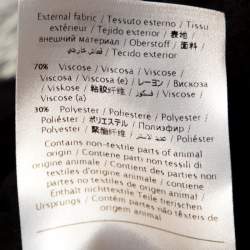 External fabric / Tessuto esterno / Tissu
extérieur / Tejido exterior / 表地
внешний материал / Oberstoff / 面料 /
قماش خارجي / Tecido exterior
70% Viscose / Viscose / Viscose /
Viscosa / Viscosa (e) / レーヨン / Вискоза
/ Viskose / 粘胶纤维 / فسكوز / Viscose /
Viscose (a)
30% Polyester / Poliestere / Polyester /
Poliéster / ポリエステル / Полиэфир /
Polyester / 聚酯纤维 / بوليستر / Poliéster
Contains non-textile parts of animal
origin / Contiene parti non tessili di
origine animale / Contient des parties
non textiles d'origine animale / contiene
partes no textiles de origen animal /
Enthält nichttextile Teile tierischen
Ursprungs / Contém partes não têxteis de
origem animal.